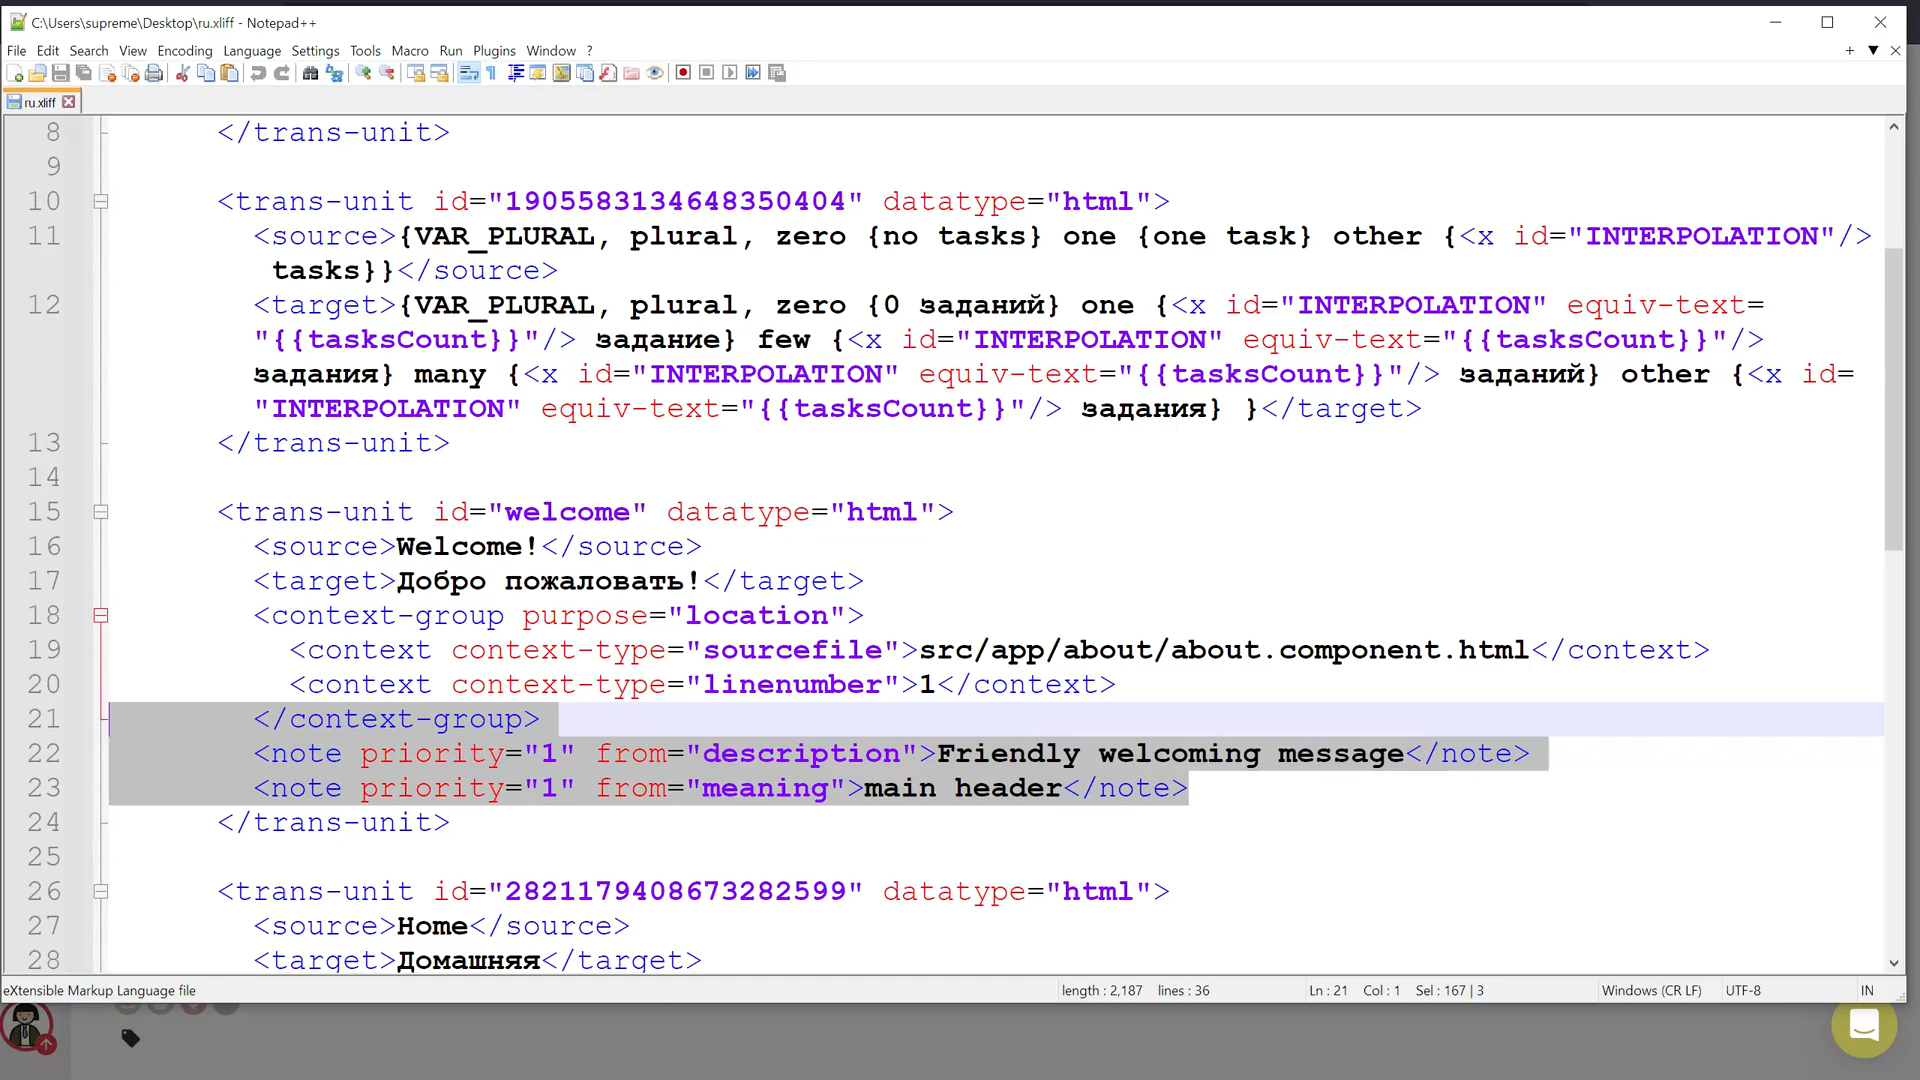 C:\Users\supreme\Desktop\ru.xliff - Notepad++
File Edit Search View Encoding Language Settings Tools Macro Run Plugins Window ?
ru.xliff
8 </trans-unit>
9
10 <trans-unit id="1905583134648350404" datatype="html">
11 <source>{VAR_PLURAL, plural, zero {no tasks} one {one task} other {<x id="INTERPOLATION"/>
tasks}}</source>
12 <target>{VAR_PLURAL, plural, zero {0 заданий} one {<x id="INTERPOLATION" equiv-text=
"{{tasksCount}}"/> задание} few {<x id="INTERPOLATION" equiv-text="{{tasksCount}}"/>
задания} many {<x id="INTERPOLATION" equiv-text="{{tasksCount}}"/> заданий} other {<x id=
"INTERPOLATION" equiv-text="{{tasksCount}}"/> задания} }</target>
13 </trans-unit>
14
15 <trans-unit id="welcome" datatype="html">
16 <source>Welcome!</source>
17 <target>Добро пожаловать!</target>
18 <context-group purpose="location">
19 <context context-type="sourcefile">src/app/about/about.component.html</context>
20 <context context-type="linenumber">1</context>
21 </context-group>
22 <note priority="1" from="description">Friendly welcoming message</note>
23 <note priority="1" from="meaning">main header</note>
24 </trans-unit>
25
26 <trans-unit id="2821179408673282599" datatype="html">
27 <source>Home</source>
28 <target>Домашняя</target>
eXtensible Markup Language file length : 2,187 lines : 36 Ln : 21 Col : 1 Sel : 167 | 3 Windows (CR LF) UTF-8 IN